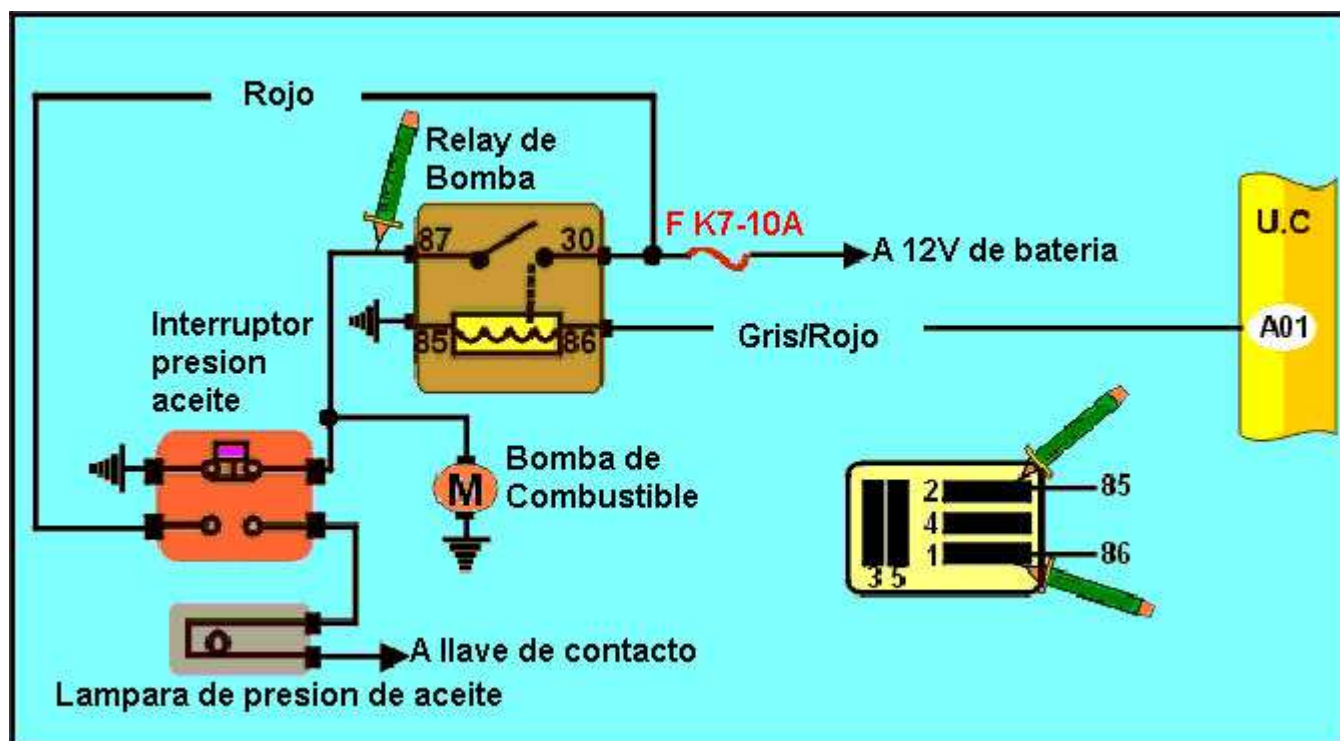 Rojo
Relay de
Bomba
87
30
F K7-10A
A 12V de bateria
U.C
85
86
Gris/Rojo
A01
Interruptor
presion
aceite
M
Bomba de
Combustible
2
85
4
1
86
3 5
A llave de contacto
Lampara de presion de aceite